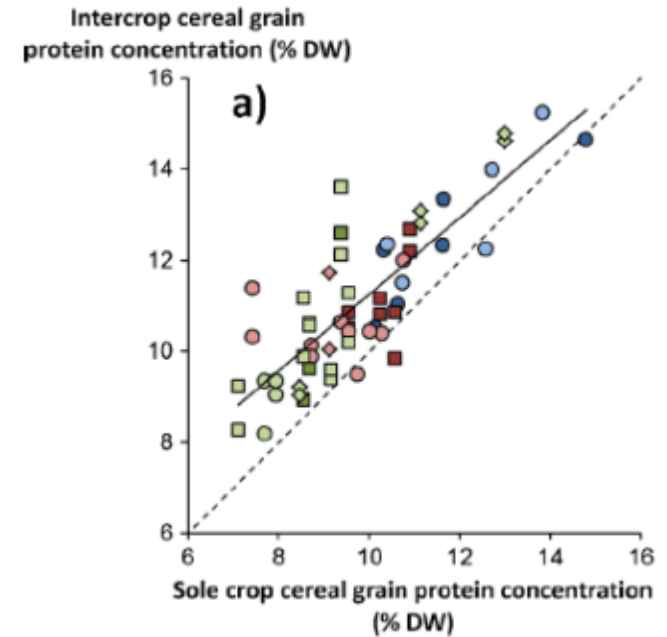 Intercrop cereal grain
protein concentration (% DW)
a)
16
14
12
10
8
6
6 8 10 12 14 16
Sole crop cereal grain protein concentration
(% DW)